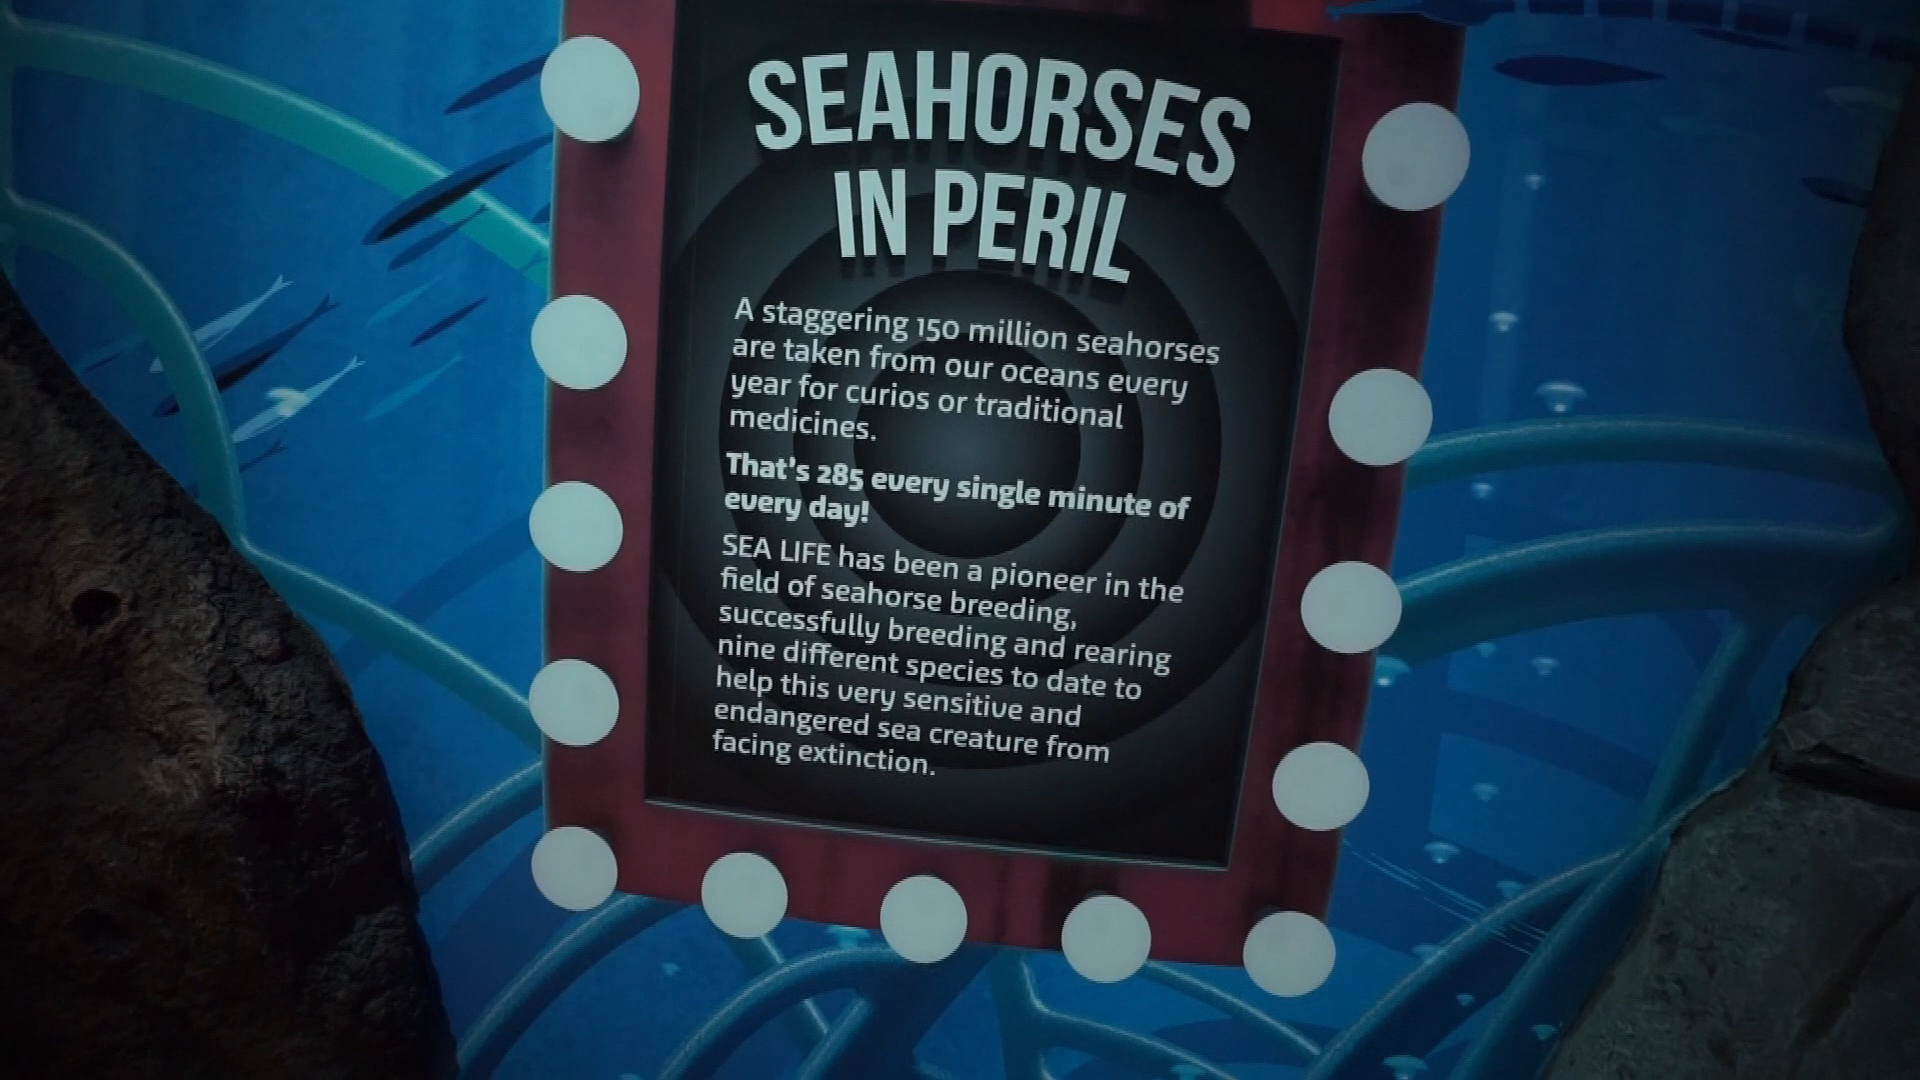 SEAHORSES
IN PERIL
A staggering 150 million seahorses
are taken from our oceans every
year for curios or traditional
medicines.
That's 285 every single minute of
every day!
SEA LIFE has been a pioneer in the
field of seahorse breeding,
successfully breeding and rearing
nine different species to date to
help this very sensitive and
endangered sea creature from
facing extinction.